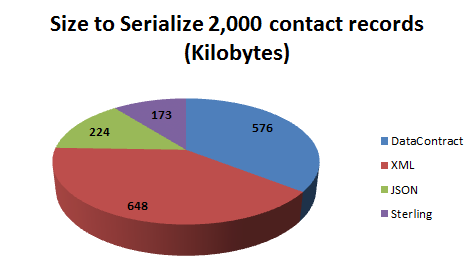 Size to Serialize 2,000 contact records
(Kilobytes)
173
224
576
648
DataContract
XML
JSON
Sterling